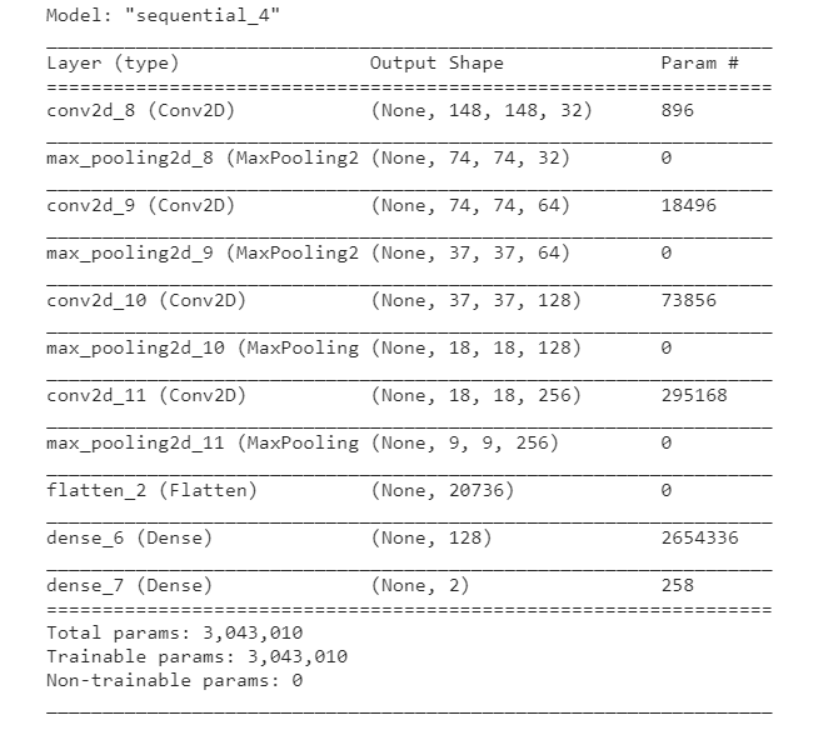 Model: "sequential_4"
Layer (type) Output Shape Param #
conv2d_8 (Conv2D) (None, 148, 148, 32) 896
max_pooling2d_8 (MaxPooling2 (None, 74, 74, 32) 0
conv2d_9 (Conv2D) (None, 74, 74, 64) 18496
max_pooling2d_9 (MaxPooling2 (None, 37, 37, 64) 0
conv2d_10 (Conv2D) (None, 37, 37, 128) 73856
max_pooling2d_10 (MaxPooling (None, 18, 18, 128) 0
conv2d_11 (Conv2D) (None, 18, 18, 256) 295168
max_pooling2d_11 (MaxPooling (None, 9, 9, 256) 0
flatten_2 (Flatten) (None, 20736) 0
dense_6 (Dense) (None, 128) 2654336
dense_7 (Dense) (None, 2) 258
Total params: 3,043,010
Trainable params: 3,043,010
Non-trainable params: 0